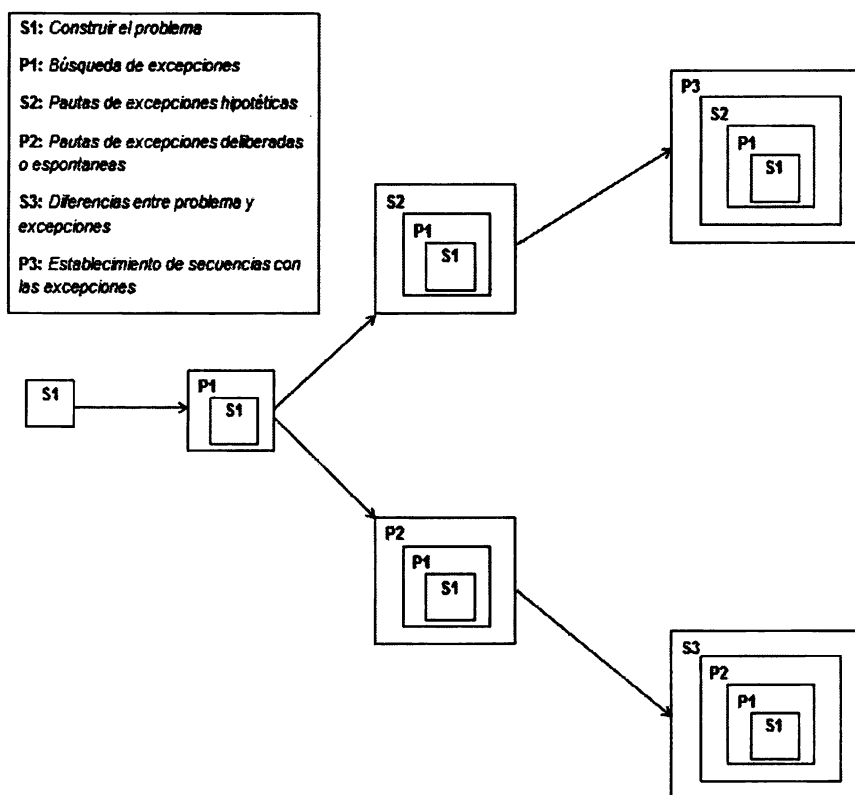 S1: Construir el problema
P1: Búsqueda de excepciones
S2: Pautas de excepciones hipotéticas
P2: Pautas de excepciones deliberadas
o espontaneas
S3: Diferencias entre problema y
excepciones
P3: Establecimiento de secuencias con
las excepciones
P3
S2
P1
S1
S2
P1
S1
S1
P1
S1
P2
P1
S1
S3
P2
P1
S1